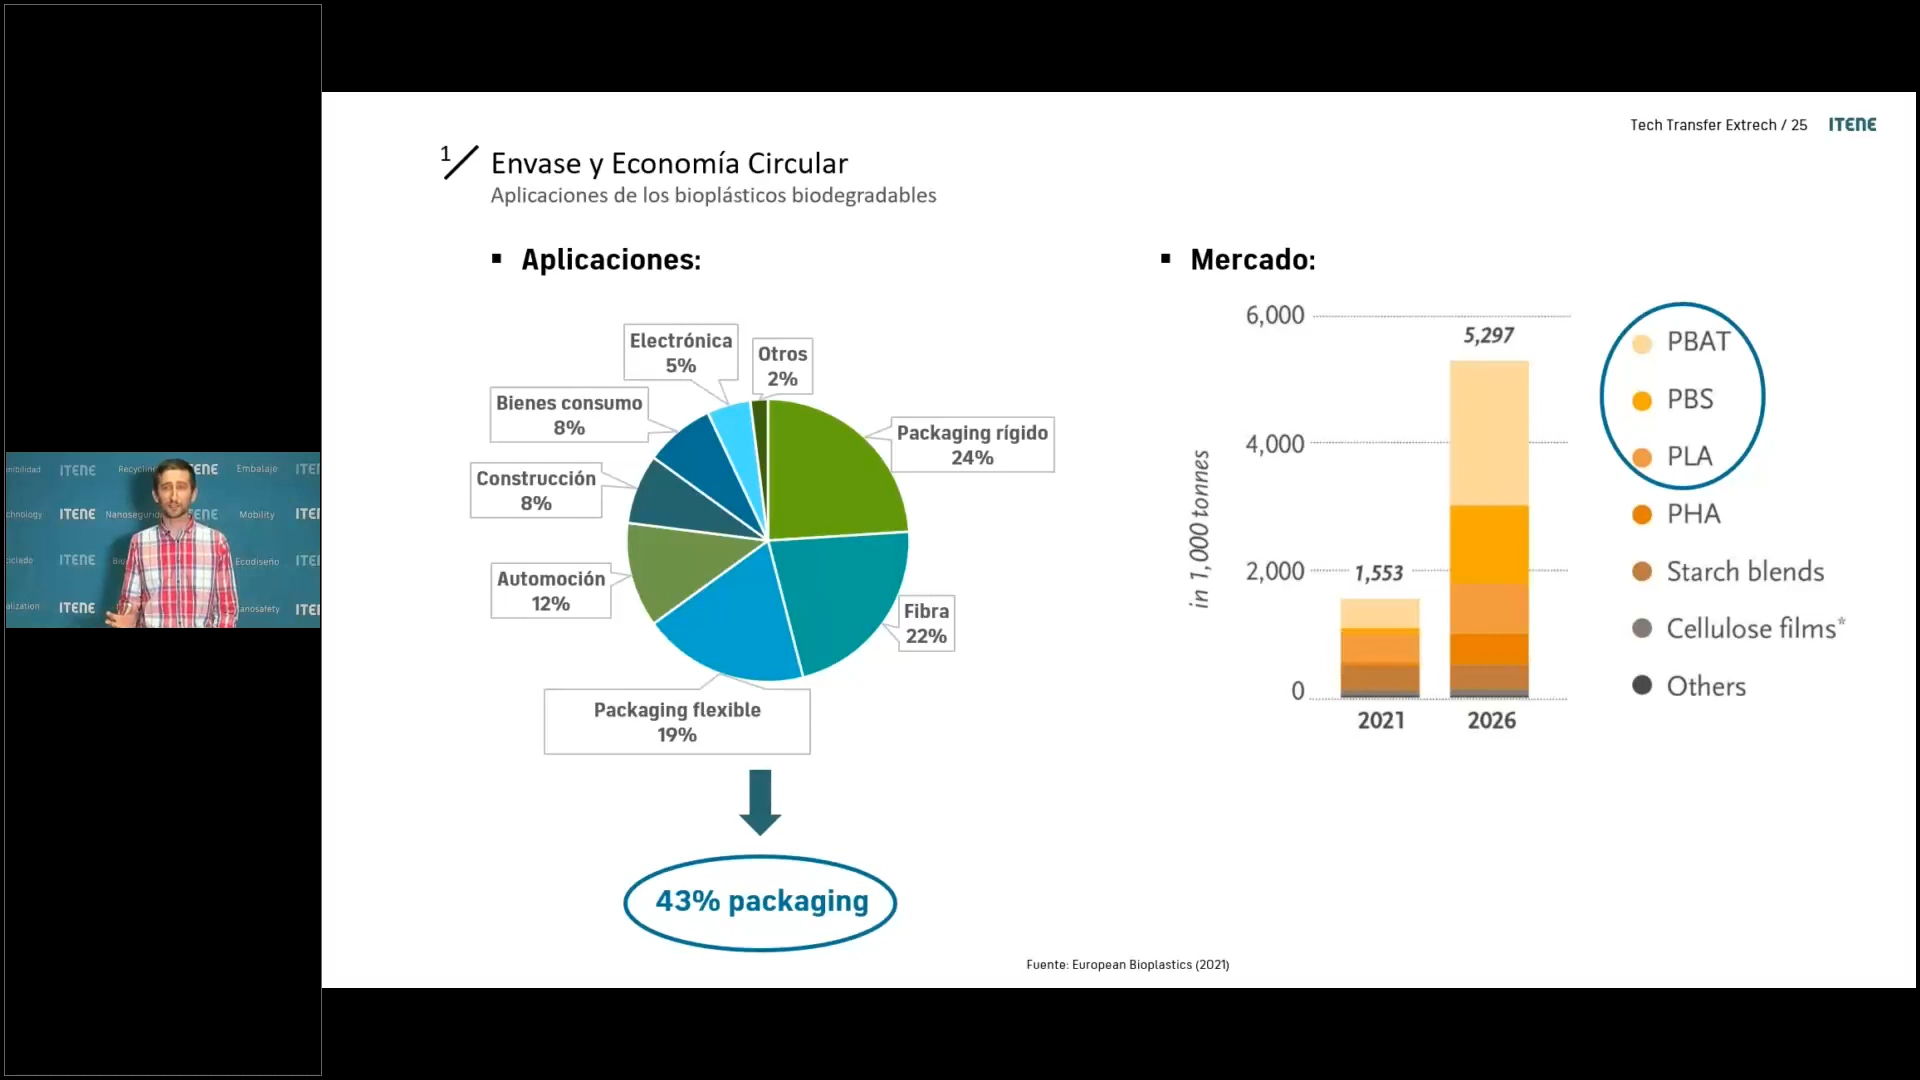 Tech Transfer Extrech / 25 ITENE
1 Envase y Economía Circular
Aplicaciones de los bioplásticos biodegradables
▪ Aplicaciones:
Electrónica
5%
Otros
2%
Bienes consumo
8%
Packaging rígido
24%
Construcción
8%
Automoción
12%
Fibra
22%
Packaging flexible
19%
43% packaging
▪ Mercado:
in 1,000 tonnes
6,000
4,000
2,000
0
5,297
1,553
2021
2026
PBAT
PBS
PLA
PHA
Starch blends
Cellulose films*
Others
Fuente: European Bioplastics (2021)
ITENE
Embalaje
ITENE
Mobility
ITENE
Ecodiseño
ITENE